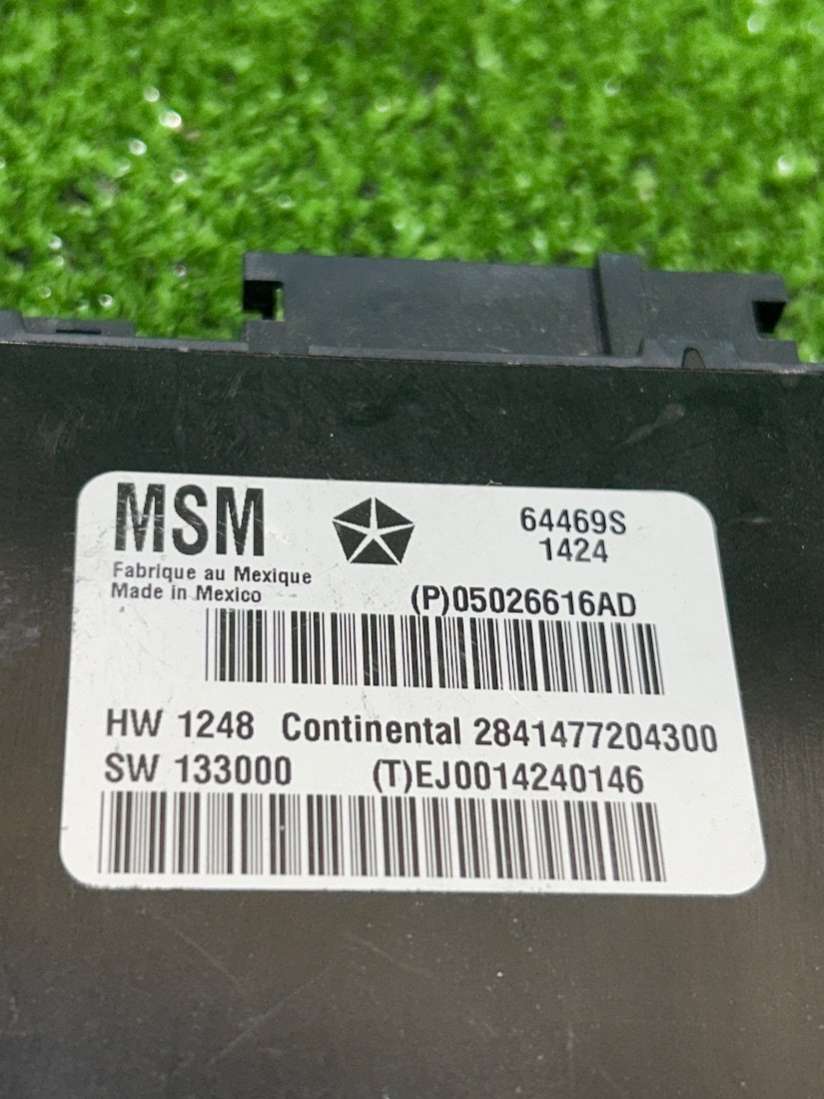 MSM
64469S
1424
Fabrique au Mexique
Made in Mexico
(P)05026616AD
HW 1248 Continental 2841477204300
SW 133000 (T)EJ0014240146